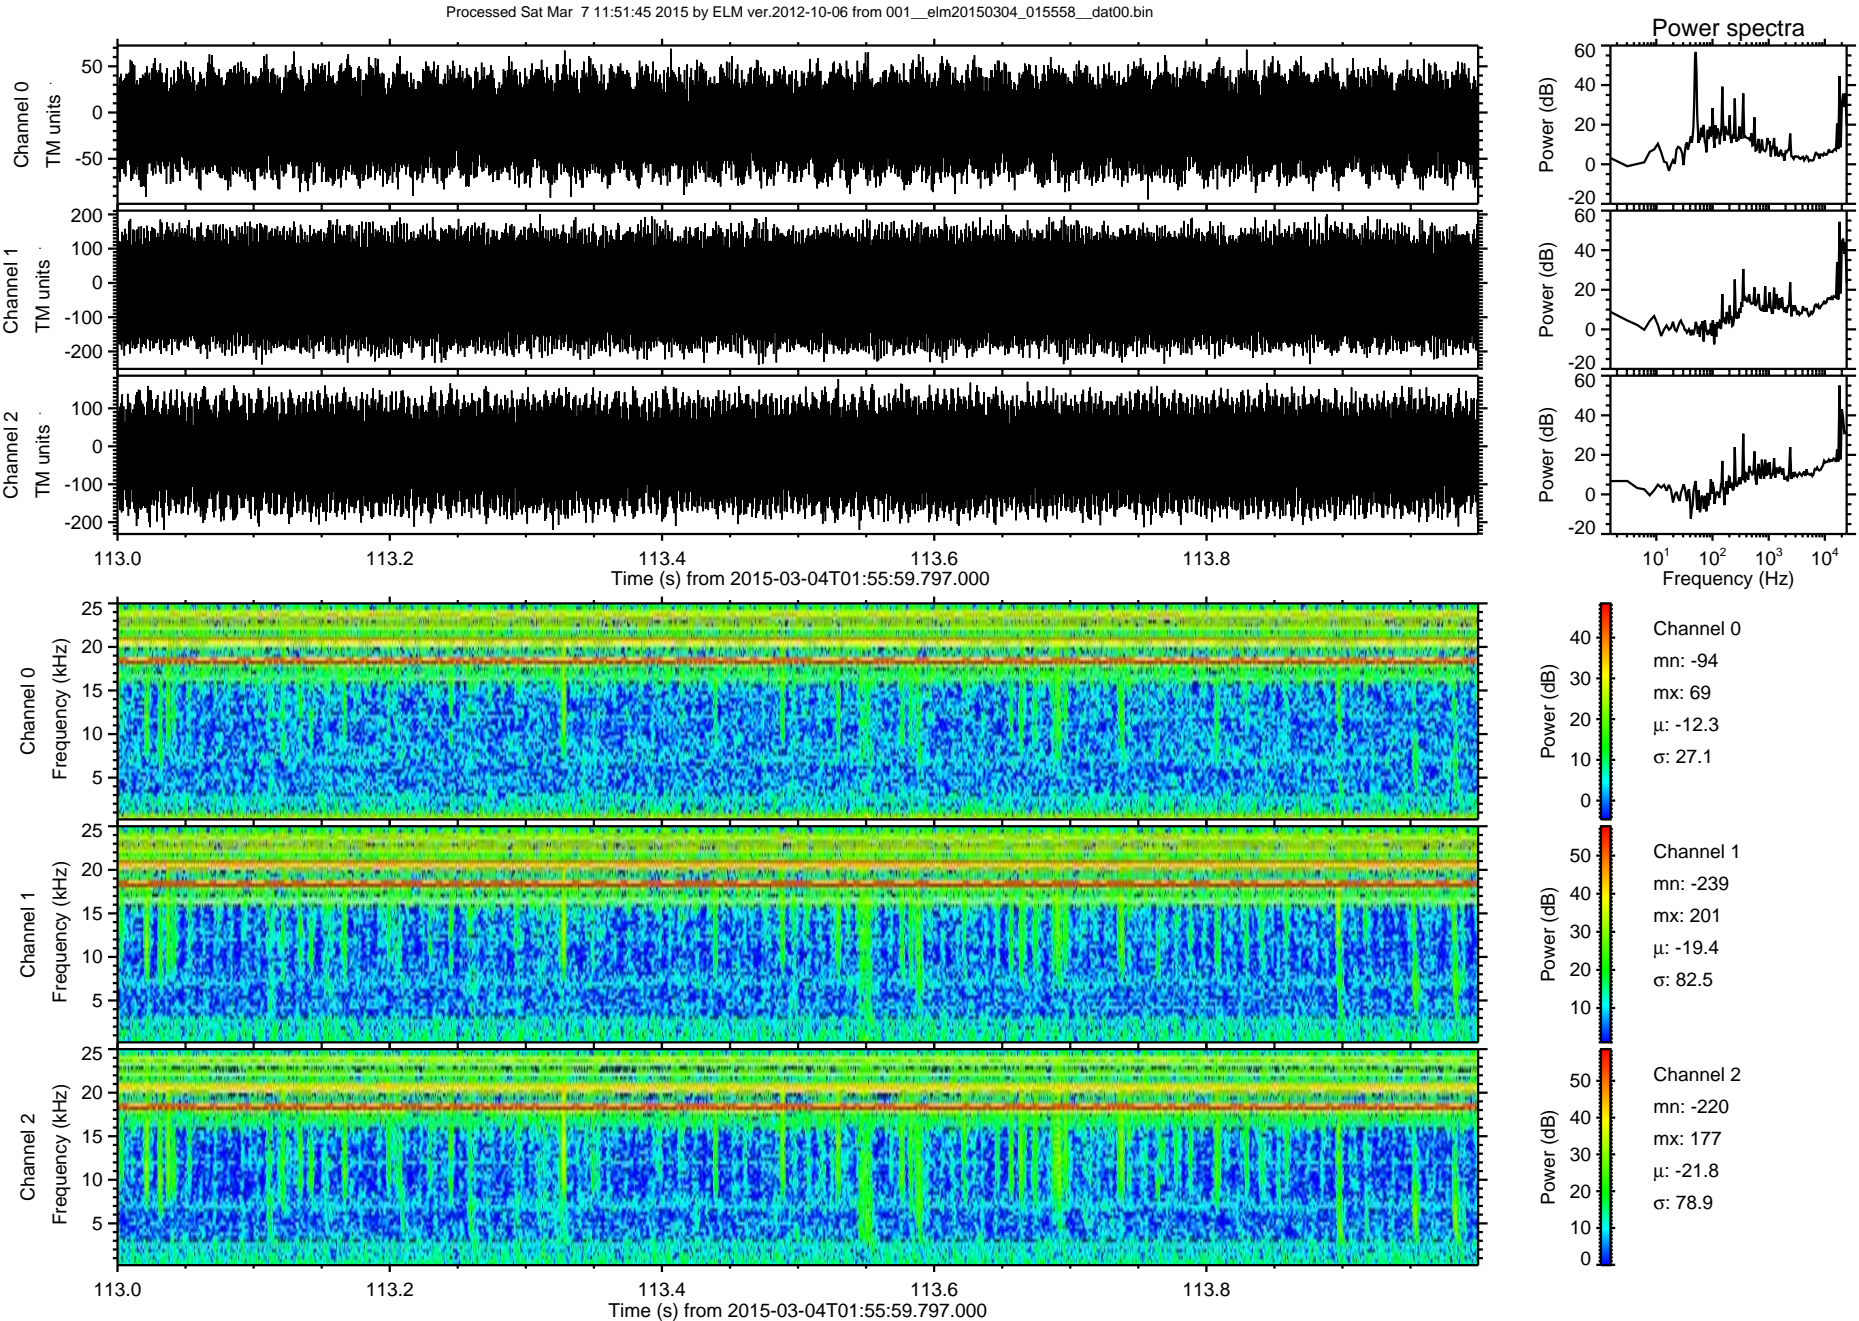 Processed Sat Mar  7 11:51:45 2015 by ELM ver.2012-10-06 from 001__elm20150304_015558__dat00.bin
Power spectra
Channel 0
TM units
50
0
-50
Power (dB)
60
40
20
0
-20
Channel 1
TM units
200
100
0
-100
-200
Power (dB)
60
40
20
0
-20
Channel 2
TM units
100
0
-100
-200
Power (dB)
60
40
20
0
-20
113.0 113.2 113.4 113.6 113.8
Time (s) from 2015-03-04T01:55:59.797.000
10^1 10^2 10^3 10^4
Frequency (Hz)
Channel 0
Frequency (kHz)
25
20
15
10
5
Power (dB)
40
30
20
10
0
Channel 0
mn: -94
mx: 69
μ: -12.3
σ: 27.1
Channel 1
Frequency (kHz)
25
20
15
10
5
Power (dB)
50
40
30
20
10
Channel 1
mn: -239
mx: 201
μ: -19.4
σ: 82.5
Channel 2
Frequency (kHz)
25
20
15
10
5
Power (dB)
50
40
30
20
10
0
Channel 2
mn: -220
mx: 177
μ: -21.8
σ: 78.9
113.0 113.2 113.4 113.6 113.8
Time (s) from 2015-03-04T01:55:59.797.000